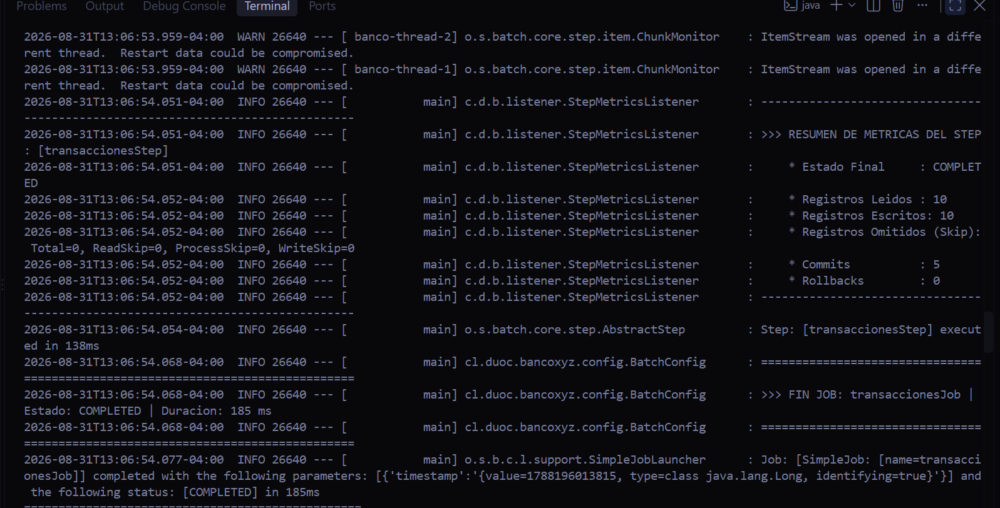 Problems Output Debug Console Terminal Ports java
2026-08-31T13:06:53.959-04:00  WARN 26640 --- [ banco-thread-2] o.s.batch.core.step.item.ChunkMonitor    : ItemStream was opened in a diffe
rent thread.  Restart data could be compromised.
2026-08-31T13:06:53.959-04:00  WARN 26640 --- [ banco-thread-1] o.s.batch.core.step.item.ChunkMonitor    : ItemStream was opened in a diffe
rent thread.  Restart data could be compromised.
2026-08-31T13:06:54.051-04:00  INFO 26640 --- [           main] c.d.b.listener.StepMetricsListener       : --------------------------------
------------------------------------------------
2026-08-31T13:06:54.051-04:00  INFO 26640 --- [           main] c.d.b.listener.StepMetricsListener       : >>> RESUMEN DE METRICAS DEL STEP
: [transaccionesStep]
2026-08-31T13:06:54.051-04:00  INFO 26640 --- [           main] c.d.b.listener.StepMetricsListener       :     * Estado Final     : COMPLET
ED
2026-08-31T13:06:54.052-04:00  INFO 26640 --- [           main] c.d.b.listener.StepMetricsListener       :     * Registros Leidos : 10
2026-08-31T13:06:54.052-04:00  INFO 26640 --- [           main] c.d.b.listener.StepMetricsListener       :     * Registros Escritos: 10
2026-08-31T13:06:54.052-04:00  INFO 26640 --- [           main] c.d.b.listener.StepMetricsListener       :     * Registros Omitidos (Skip):
 Total=0, ReadSkip=0, ProcessSkip=0, WriteSkip=0
2026-08-31T13:06:54.052-04:00  INFO 26640 --- [           main] c.d.b.listener.StepMetricsListener       :     * Commits          : 5
2026-08-31T13:06:54.052-04:00  INFO 26640 --- [           main] c.d.b.listener.StepMetricsListener       :     * Rollbacks        : 0
2026-08-31T13:06:54.052-04:00  INFO 26640 --- [           main] c.d.b.listener.StepMetricsListener       : --------------------------------
------------------------------------------------
2026-08-31T13:06:54.054-04:00  INFO 26640 --- [           main] o.s.batch.core.step.AbstractStep         : Step: [transaccionesStep] execut
ed in 138ms
2026-08-31T13:06:54.068-04:00  INFO 26640 --- [           main] cl.duoc.bancoxyz.config.BatchConfig      : ================================
================================================
2026-08-31T13:06:54.068-04:00  INFO 26640 --- [           main] cl.duoc.bancoxyz.config.BatchConfig      : >>> FIN JOB: transaccionesJob |
Estado: COMPLETED | Duracion: 185 ms
2026-08-31T13:06:54.068-04:00  INFO 26640 --- [           main] cl.duoc.bancoxyz.config.BatchConfig      : ================================
================================================
2026-08-31T13:06:54.077-04:00  INFO 26640 --- [           main] o.s.b.c.l.support.SimpleJobLauncher      : Job: [SimpleJob: [name=transacci
onesJob]] completed with the following parameters: [{'timestamp':'{value=1788196013815, type=class java.lang.Long, identifying=true}'}] and
 the following status: [COMPLETED] in 185ms
=================================================